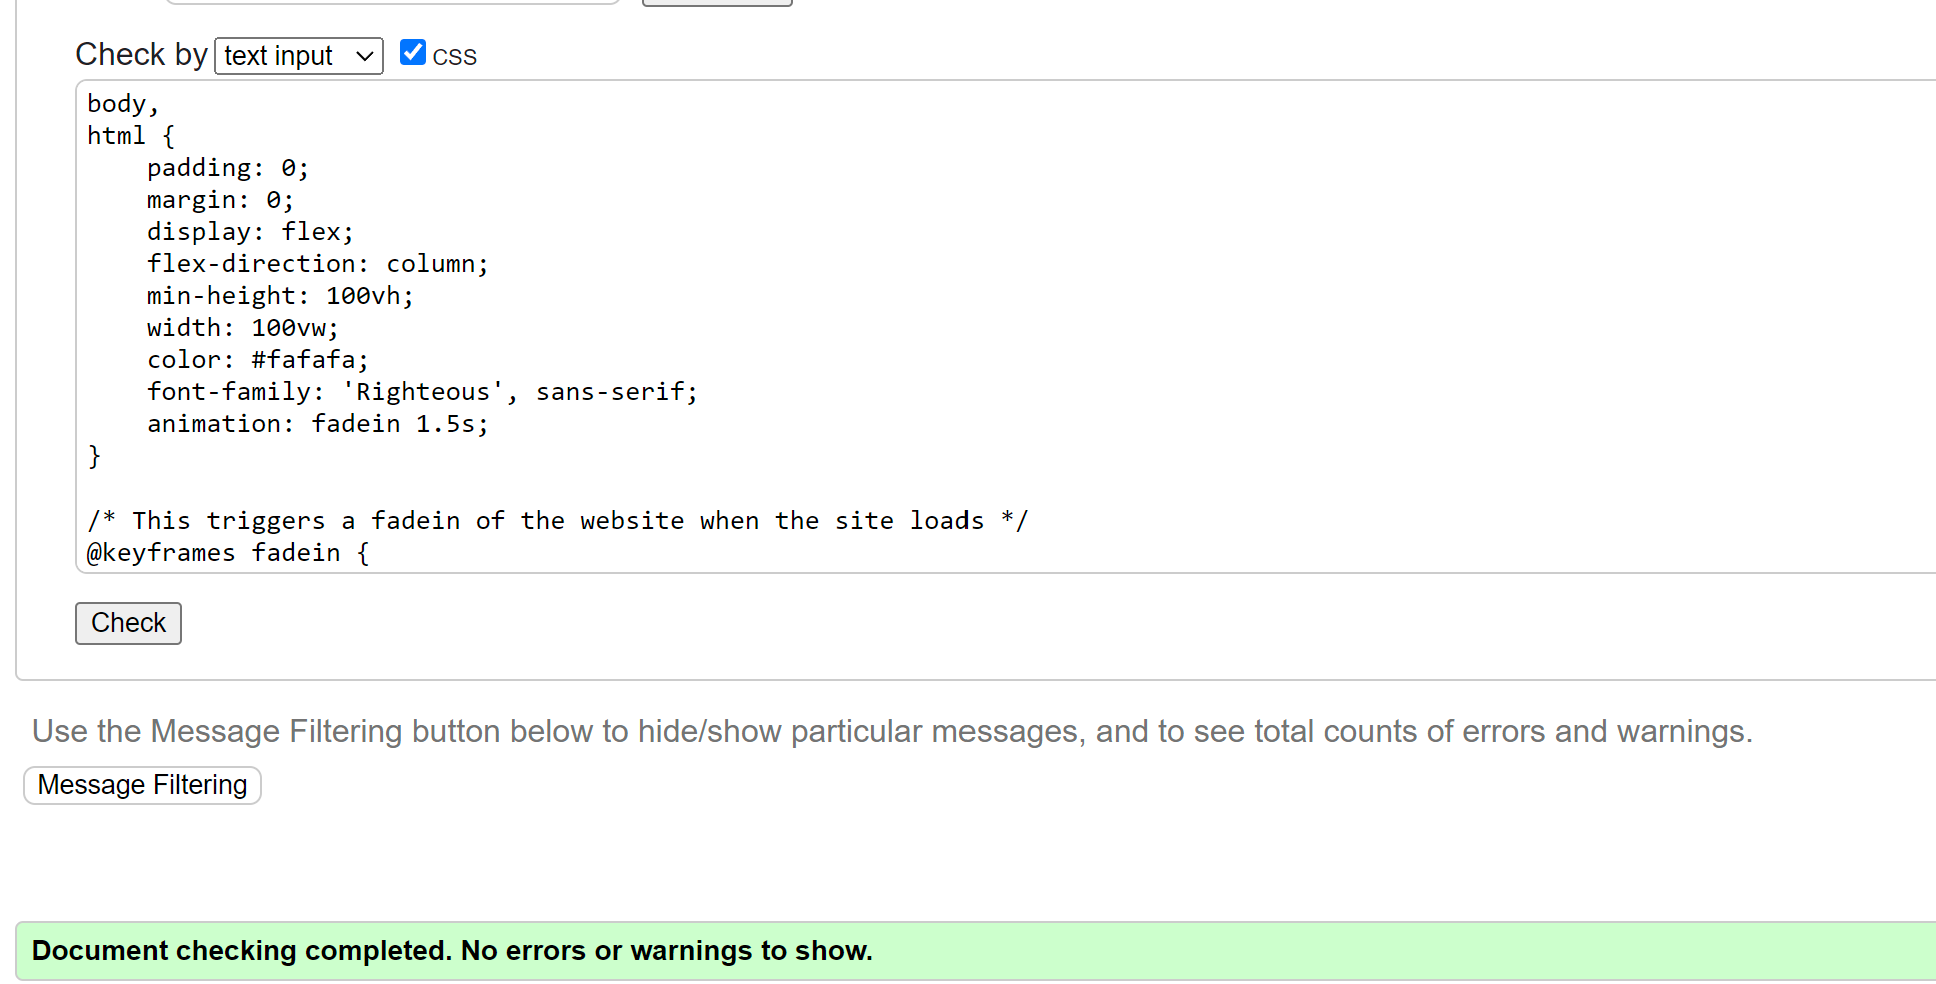 Check by text input CSS
body,
html {
    padding: 0;
    margin: 0;
    display: flex;
    flex-direction: column;
    min-height: 100vh;
    width: 100vw;
    color: #fafafa;
    font-family: 'Righteous', sans-serif;
    animation: fadein 1.5s;
}

/* This triggers a fadein of the website when the site loads */
@keyframes fadein {
Check
Use the Message Filtering button below to hide/show particular messages, and to see total counts of errors and warnings.
Message Filtering
Document checking completed. No errors or warnings to show.